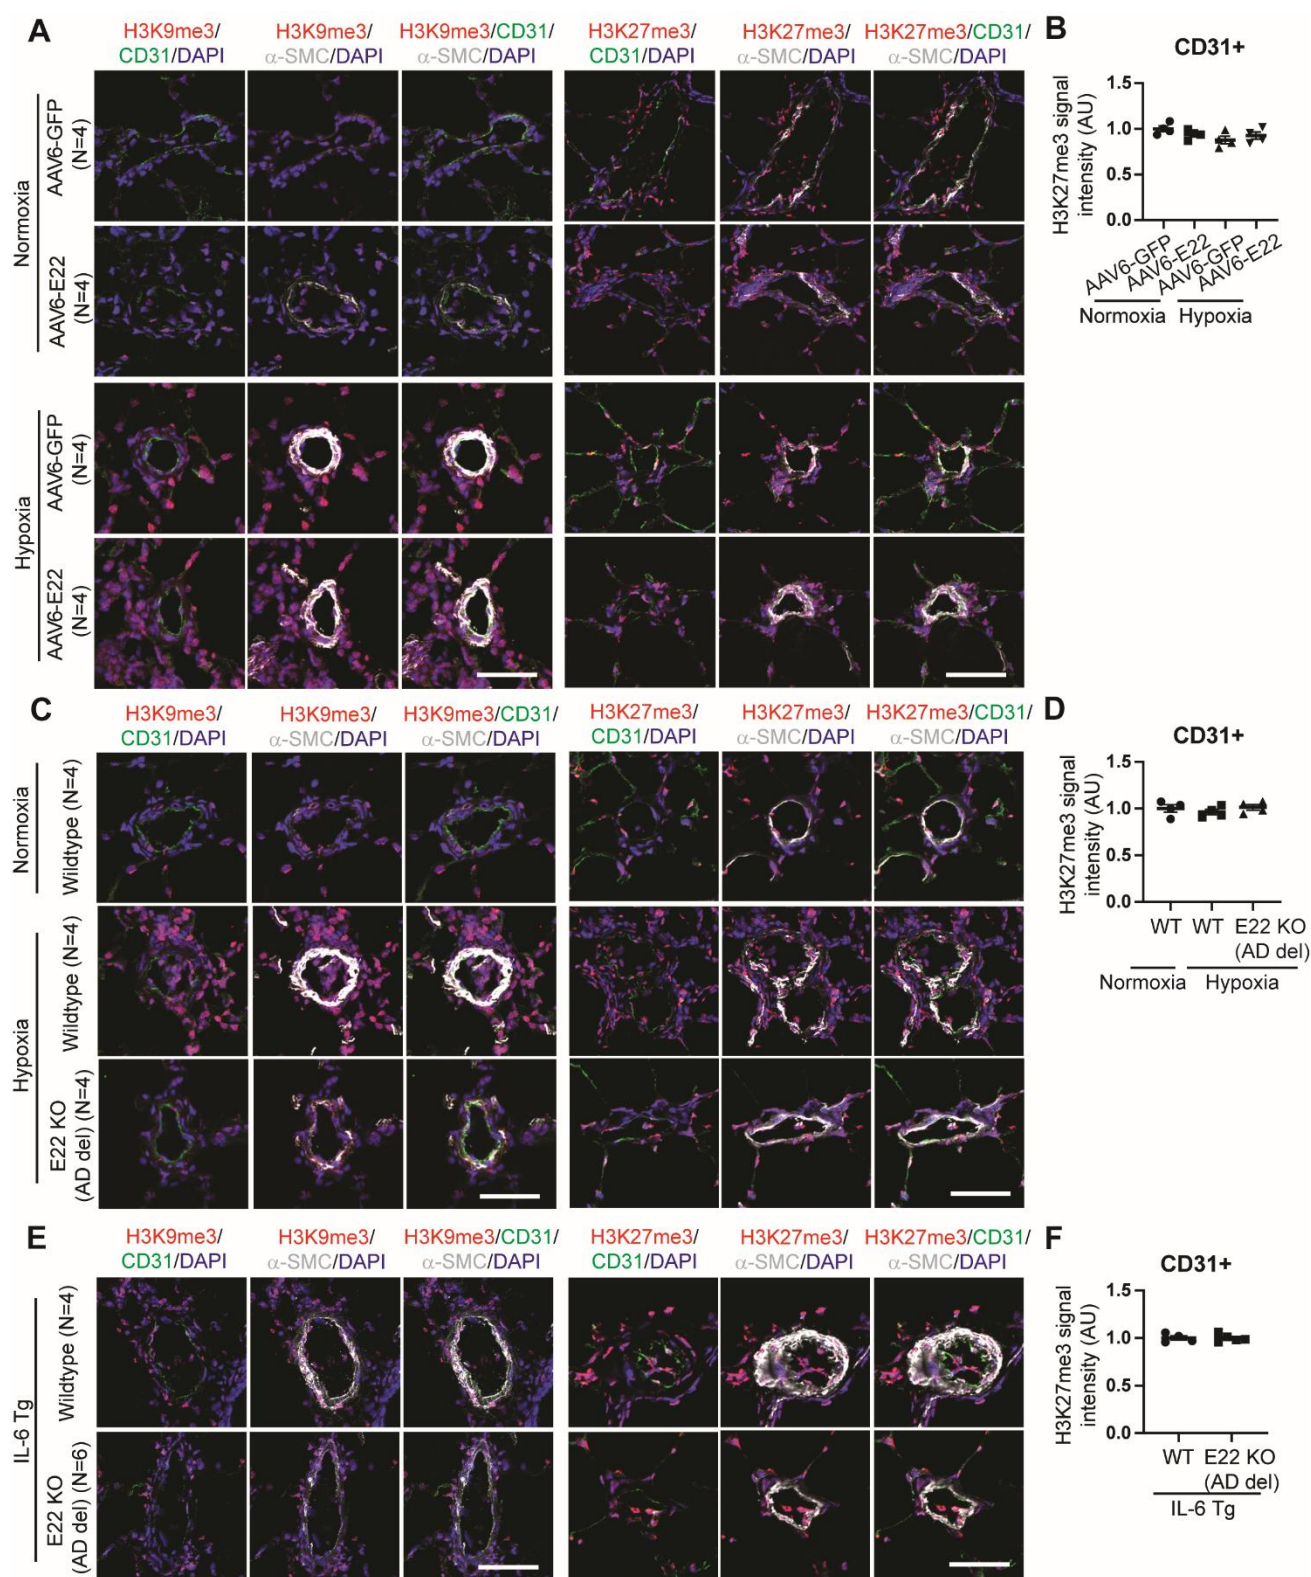 A
H3K9me3/ H3K9me3/ H3K9me3/CD31/ H3K27me3/ H3K27me3/ H3K27me3/CD31/
CD31/DAPI α-SMC/DAPI α-SMC/DAPI CD31/DAPI α-SMC/DAPI α-SMC/DAPI
Normoxia
AAV6-GFP
(N=4)
AAV6-E22
(N=4)
Hypoxia
AAV6-GFP
(N=4)
AAV6-E22
(N=4)
B
CD31+
H3K27me3 signal
intensity (AU)
1.5
1.0
0.5
0.0
AAV6-GFP
AAV6-E22
AAV6-GFP
AAV6-E22
Normoxia Hypoxia
C
H3K9me3/ H3K9me3/ H3K9me3/CD31/ H3K27me3/ H3K27me3/ H3K27me3/CD31/
CD31/DAPI α-SMC/DAPI α-SMC/DAPI CD31/DAPI α-SMC/DAPI α-SMC/DAPI
Normoxia
Wildtype (N=4)
Hypoxia
Wildtype (N=4)
E22 KO
(AD del) (N=4)
D
CD31+
H3K27me3 signal
intensity (AU)
1.5
1.0
0.5
0.0
WT WT E22 KO
(AD del)
Normoxia Hypoxia
E
H3K9me3/ H3K9me3/ H3K9me3/CD31/ H3K27me3/ H3K27me3/ H3K27me3/CD31/
CD31/DAPI α-SMC/DAPI α-SMC/DAPI CD31/DAPI α-SMC/DAPI α-SMC/DAPI
IL-6 Tg
Wildtype (N=4)
E22 KO
(AD del) (N=6)
F
CD31+
H3K27me3 signal
intensity (AU)
1.5
1.0
0.5
0.0
WT E22 KO
(AD del)
IL-6 Tg